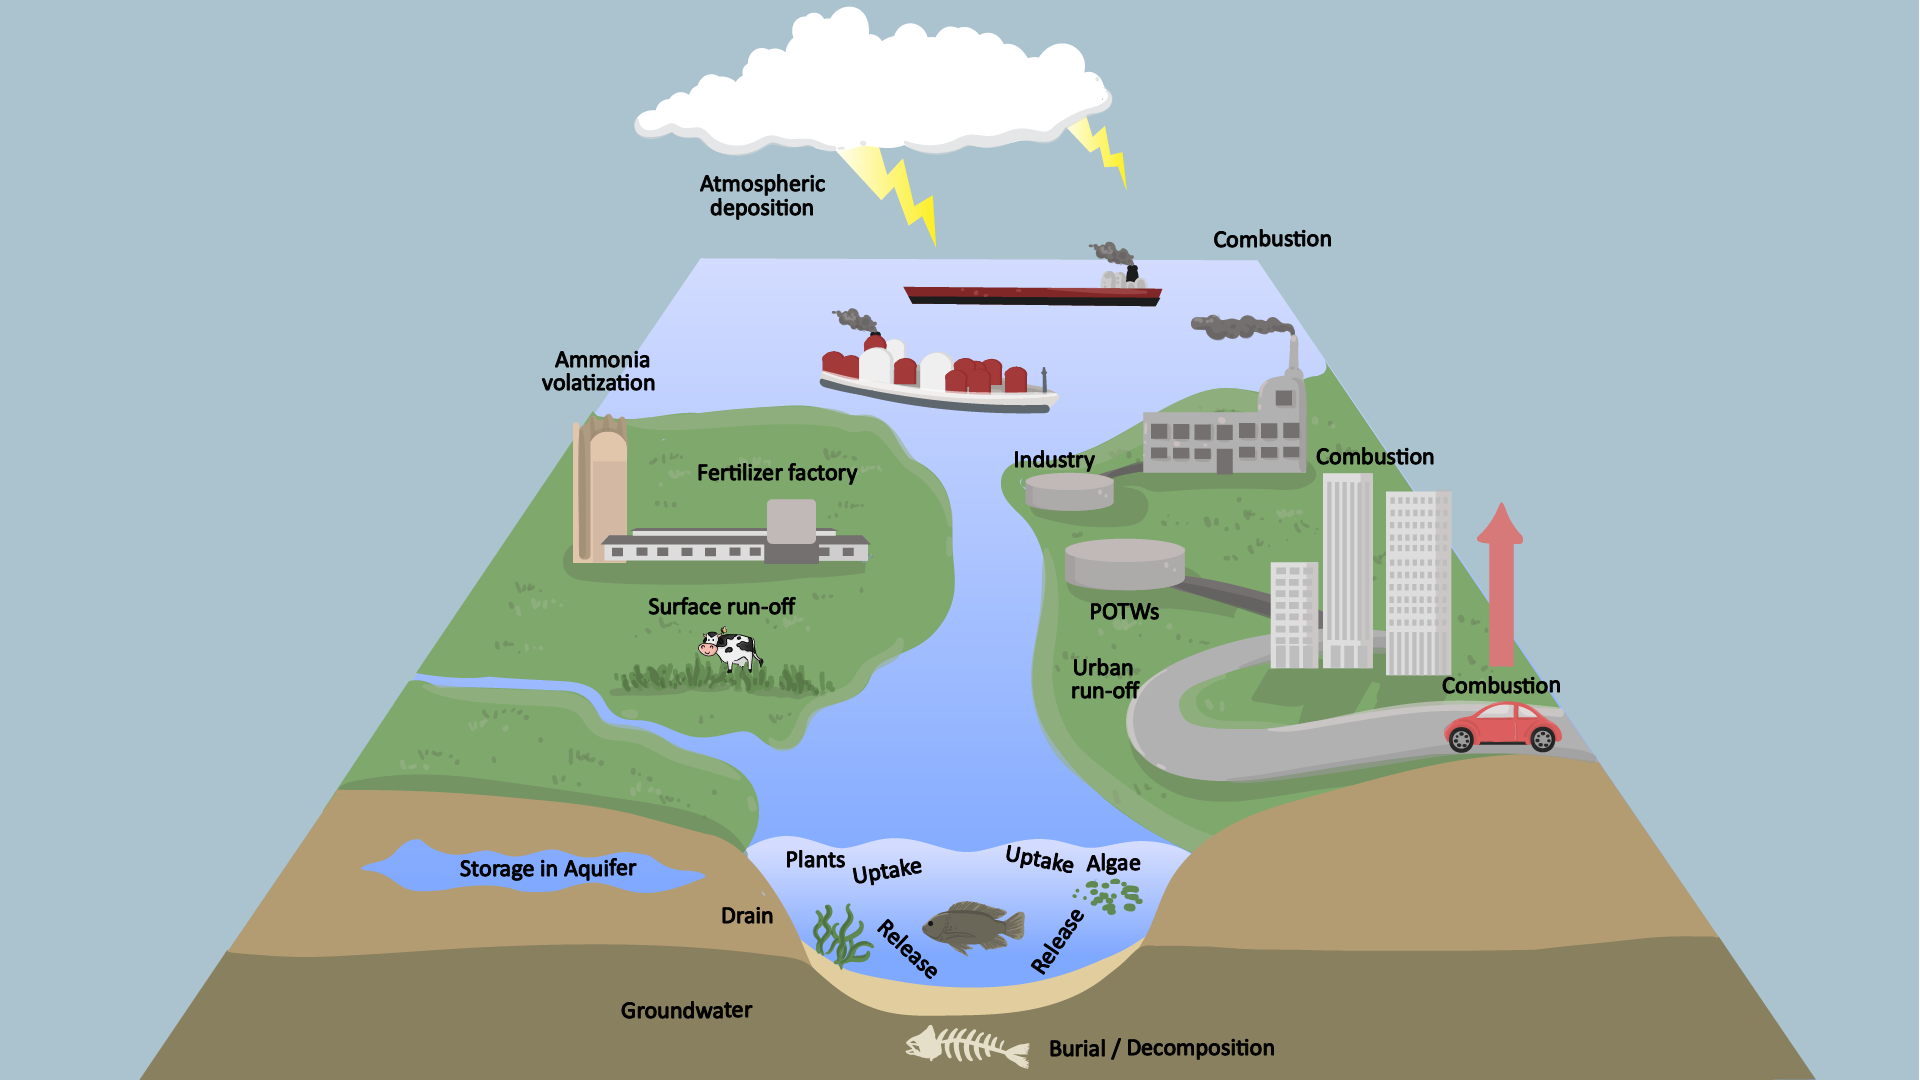 Atmospheric
deposition
Combustion
Ammonia
volatization
Fertilizer factory
Industry
Combustion
Surface run-off
POTWs
Urban
run-off
Combustion
Storage in Aquifer
Plants
Uptake
Uptake
Algae
Drain
Release
Release
Groundwater
Burial / Decomposition